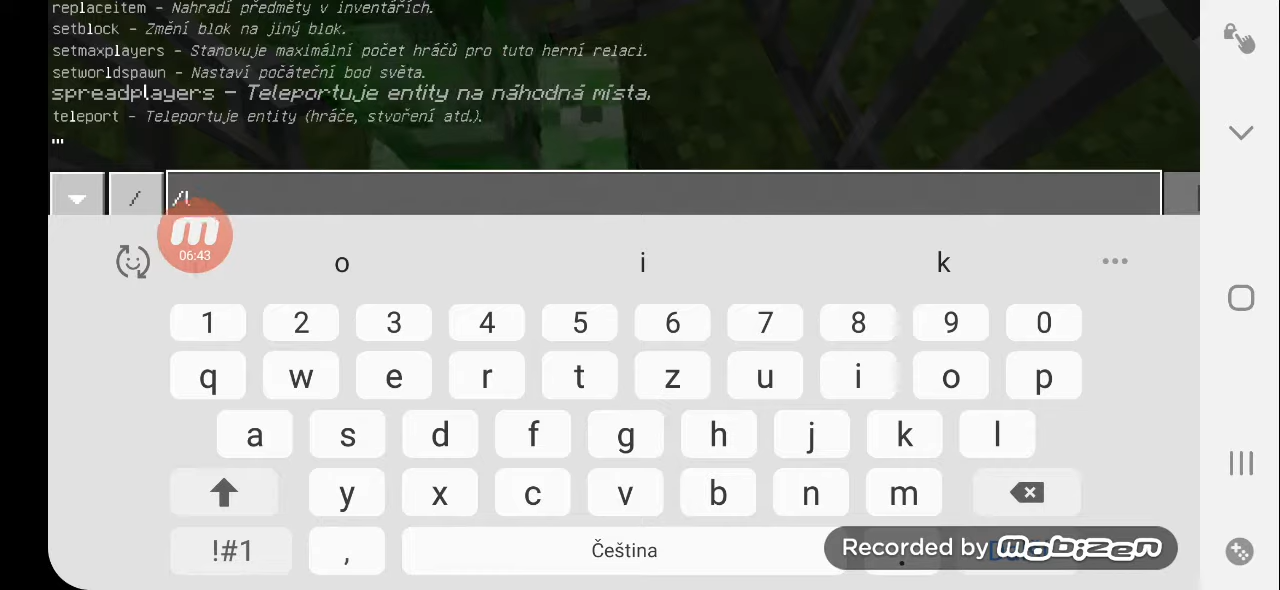 replaceitem – Nahradí předměty v inventářích.
setblock – Změní blok na jiný blok.
setmaxplayers – Stanovuje maximální počet hráčů pro tuto herní relaci.
setworldspawn – Nastaví počáteční bod světa.
spreadplayers – Teleportuje entity na náhodná místa.
teleport – Teleportuje entity (hráče, stvoření atd.).
...
/ /l
06:43
o i k
1 2 3 4 5 6 7 8 9 0
q w e r t z u i o p
a s d f g h j k l
y x c v b n m
!#1 , Čeština .
Recorded by mobizen